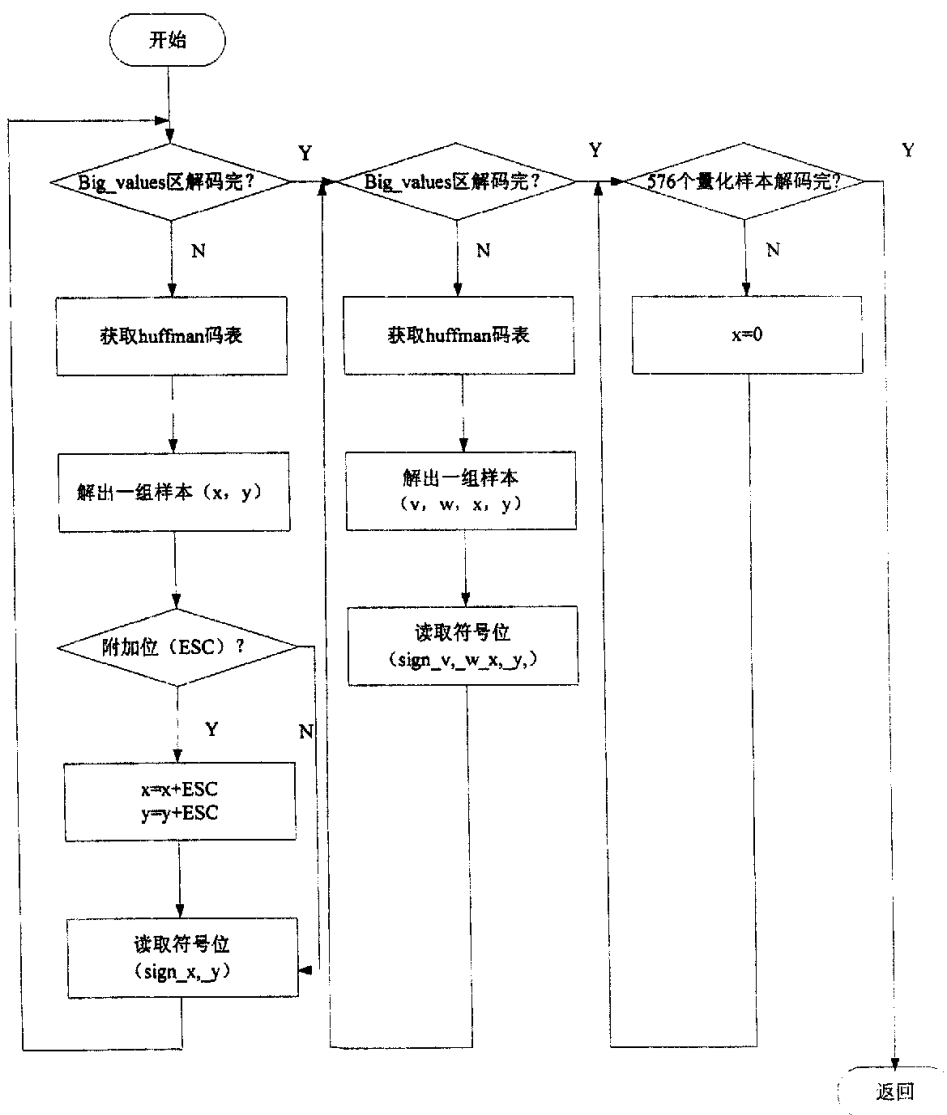 开始
Big_values区解码完?
Y
N
获取huffman码表
解出一组样本（x，y）
附加位（ESC）?
Y
N
x=x+ESC
y=y+ESC
读取符号位
（sign_x,_y）
Big_values区解码完?
Y
N
获取huffman码表
解出一组样本
（v，w，x，y）
读取符号位
（sign_v,_w_x,_y,）
576个量化样本解码完?
Y
N
x=0
返回